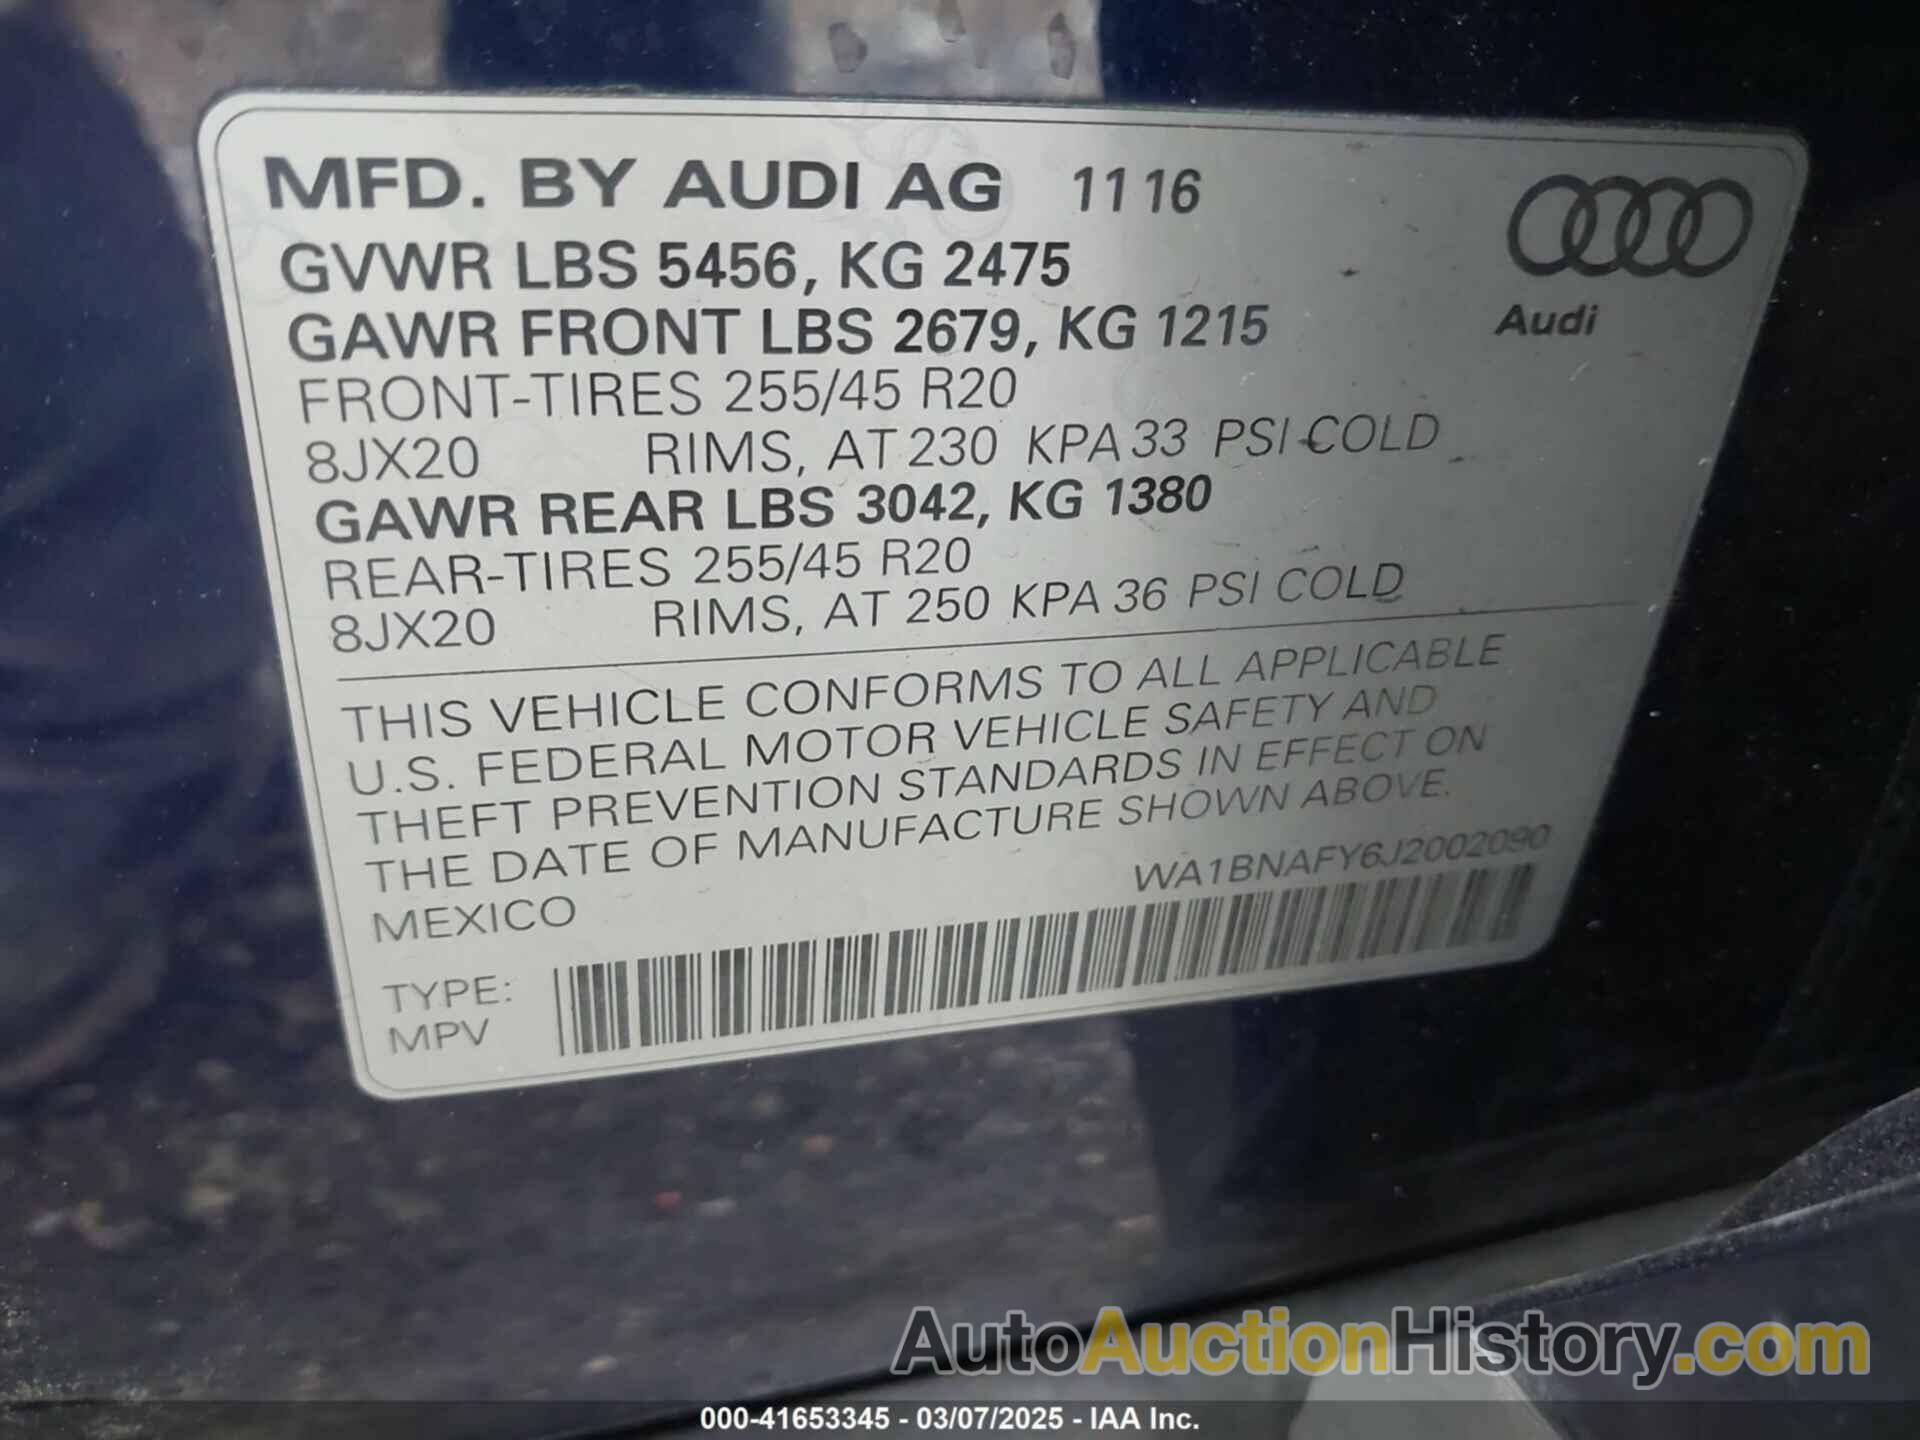 MFD. BY AUDI AG 11 16
GVWR LBS 5456, KG 2475
GAWR FRONT LBS 2679, KG 1215
Audi
FRONT-TIRES 255/45 R20
8JX20 RIMS, AT 230 KPA 33 PSI COLD
GAWR REAR LBS 3042, KG 1380
REAR-TIRES 255/45 R20
8JX20 RIMS, AT 250 KPA 36 PSI COLD
THIS VEHICLE CONFORMS TO ALL APPLICABLE
U.S. FEDERAL MOTOR VEHICLE SAFETY AND
THEFT PREVENTION STANDARDS IN EFFECT ON
THE DATE OF MANUFACTURE SHOWN ABOVE.
MEXICO WA1BNAFY6J2002090
TYPE:
MPV
AutoAuctionHistory.com
000-41653345 - 03/07/2025 - IAA Inc.